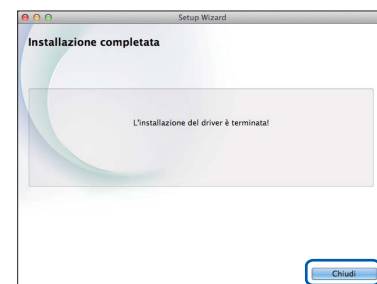 Setup Wizard
Installazione completata
L'installazione del driver è terminata!
Chiudi